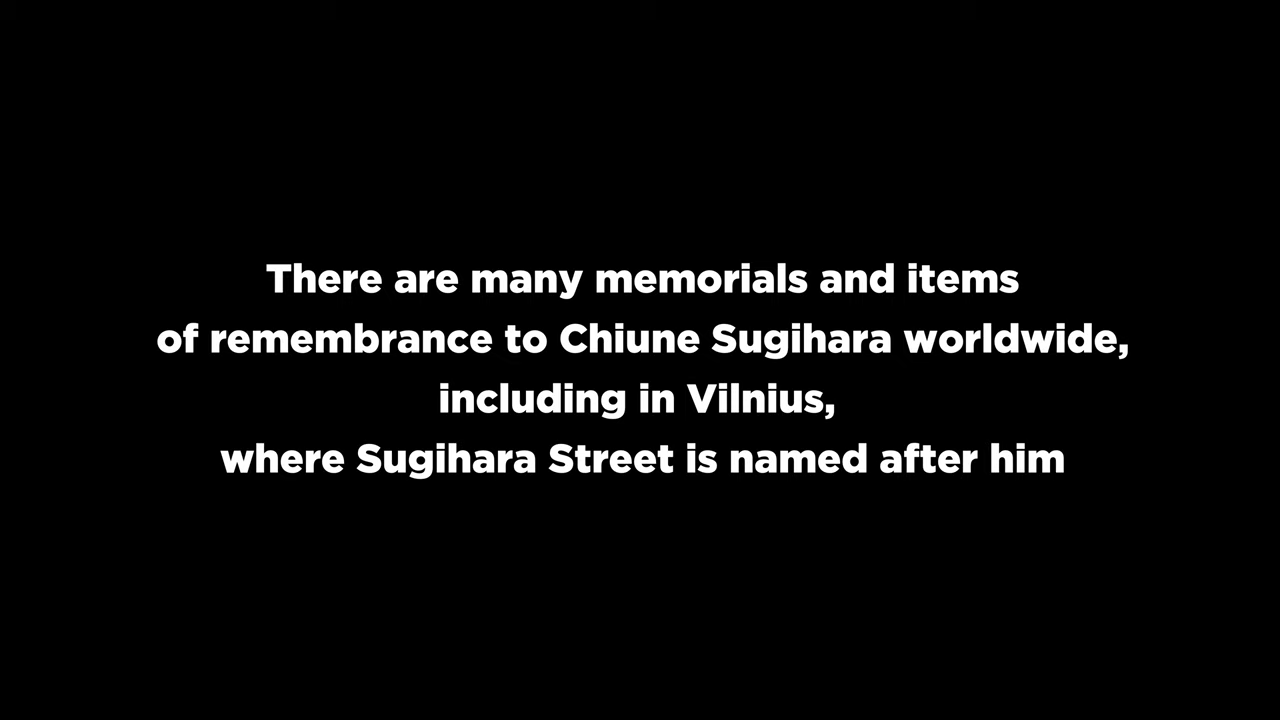 There are many memorials and items
of remembrance to Chiune Sugihara worldwide,
including in Vilnius,
where Sugihara Street is named after him